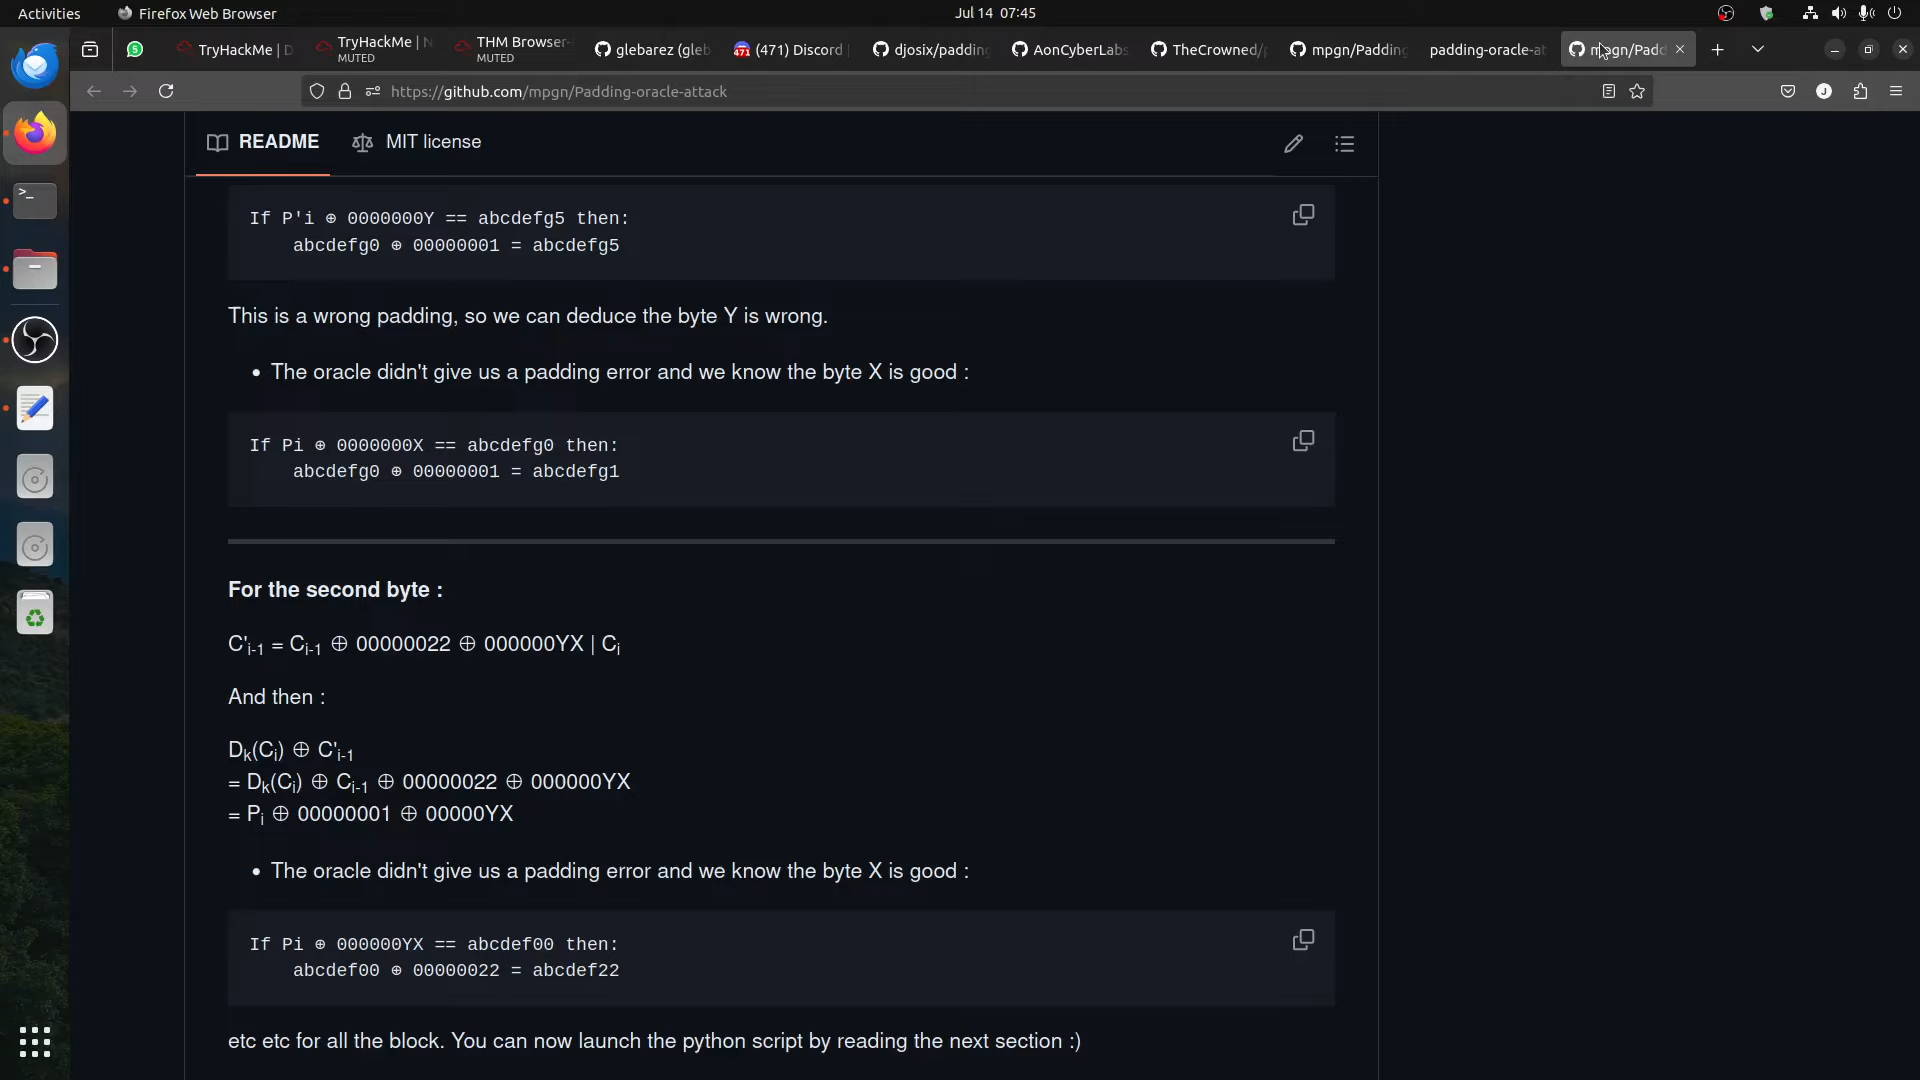 Activities
Firefox Web Browser
Jul 14 07:45
TryHackMe | D
TryHackMe | N
MUTED
THM Browser-
MUTED
glebarez (gleb
(471) Discord
djosix/padding
AonCyberLabs
TheCrowned/p
mpgn/Padding
padding-oracle-at
mpgn/Padd
https://github.com/mpgn/Padding-oracle-attack
README
MIT license
If P'i ⊕ 0000000Y == abcdefg5 then:
abcdefg0 ⊕ 00000001 = abcdefg5
This is a wrong padding, so we can deduce the byte Y is wrong.
• The oracle didn't give us a padding error and we know the byte X is good :
If Pi ⊕ 0000000X == abcdefg0 then:
abcdefg0 ⊕ 00000001 = abcdefg1
For the second byte :
C'i-1 = Ci-1 ⊕ 00000022 ⊕ 000000YX | Ci
And then :
Dk(Ci) ⊕ C'i-1
= Dk(Ci) ⊕ Ci-1 ⊕ 00000022 ⊕ 000000YX
= Pi ⊕ 00000001 ⊕ 00000YX
• The oracle didn't give us a padding error and we know the byte X is good :
If Pi ⊕ 000000YX == abcdef00 then:
abcdef00 ⊕ 00000022 = abcdef22
etc etc for all the block. You can now launch the python script by reading the next section :)